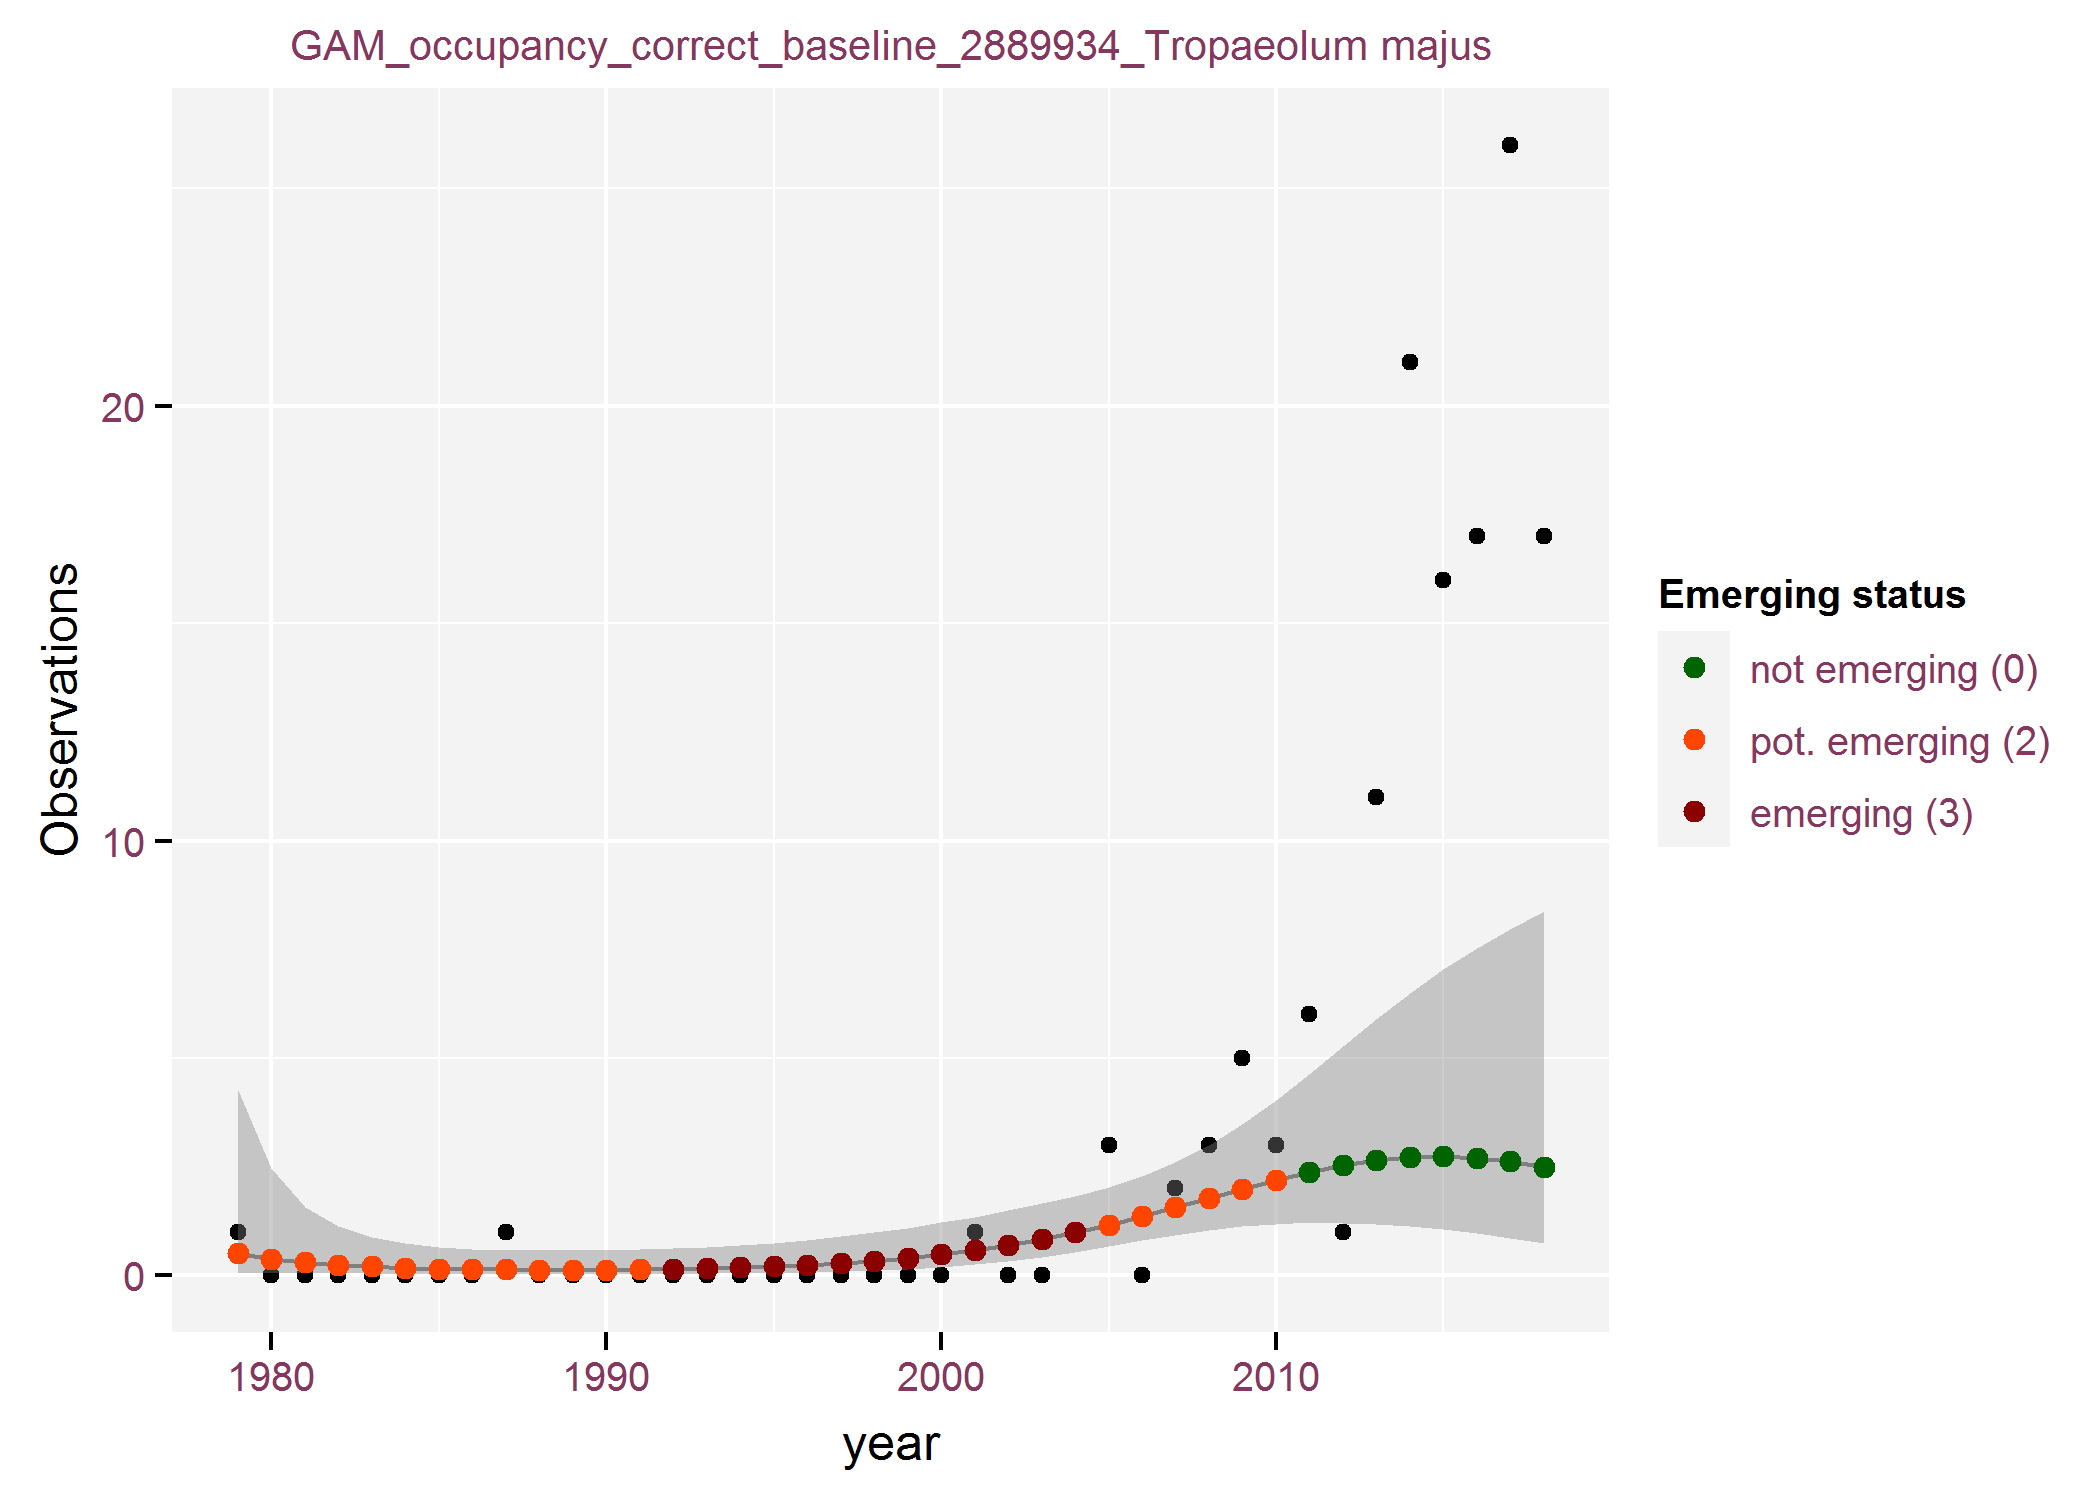 GAM_occupancy_correct_baseline_2889934_Tropaeolum majus
Observations
20
10
0
1980 1990 2000 2010
year
Emerging status
not emerging (0)
pot. emerging (2)
emerging (3)